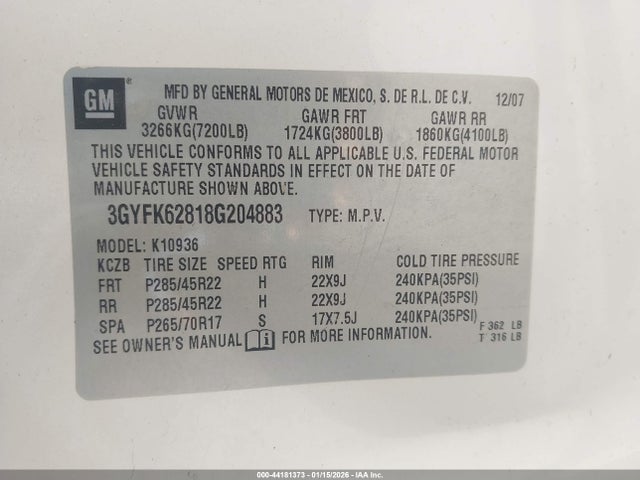 GM
MFD BY GENERAL MOTORS DE MEXICO, S. DE R.L. DE C.V. 12/07
GVWR GAWR FRT GAWR RR
3266KG(7200LB) 1724KG(3800LB) 1860KG(4100LB)
THIS VEHICLE CONFORMS TO ALL APPLICABLE U.S. FEDERAL MOTOR
VEHICLE SAFETY STANDARDS IN EFFECT ON THE DATE OF
MANUFACTURE SHOWN ABOVE.
3GYFK62818G204883 TYPE: M.P.V.
MODEL: K10936
KCZB TIRE SIZE SPEED RTG RIM COLD TIRE PRESSURE
FRT P285/45R22 H 22X9J 240KPA(35PSI)
RR P285/45R22 H 22X9J 240KPA(35PSI)
SPA P265/70R17 S 17X7.5J 240KPA(35PSI)
F 362 LB
T 316 LB
SEE OWNER'S MANUAL FOR MORE INFORMATION.
000-44181373 - 01/15/2026 - IAA Inc.